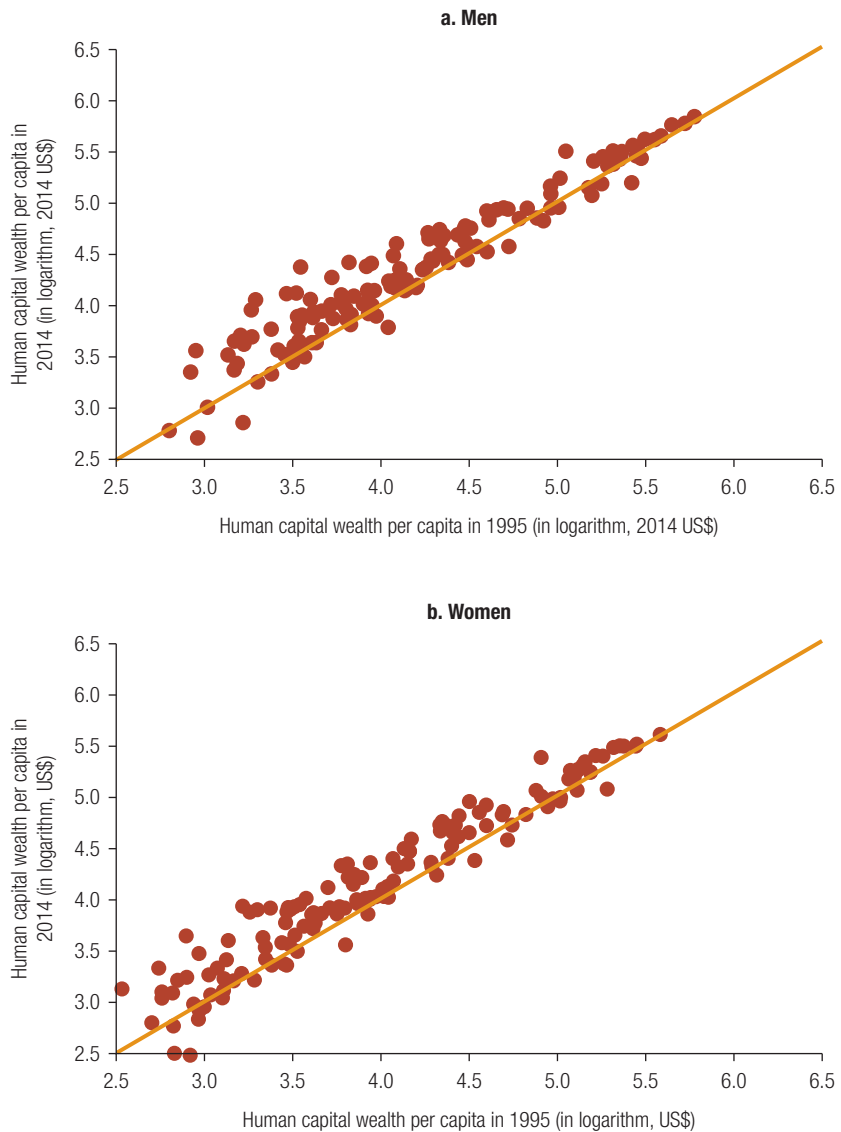 a. Men
Human capital wealth per capita in
2014 (in logarithm, 2014 US$)
6.5
6.0
5.5
5.0
4.5
4.0
3.5
3.0
2.5
2.5 3.0 3.5 4.0 4.5 5.0 5.5 6.0 6.5
Human capital wealth per capita in 1995 (in logarithm, 2014 US$)
b. Women
Human capital wealth per capita in
2014 (in logarithm, US$)
6.5
6.0
5.5
5.0
4.5
4.0
3.5
3.0
2.5
2.5 3.0 3.5 4.0 4.5 5.0 5.5 6.0 6.5
Human capital wealth per capita in 1995 (in logarithm, US$)